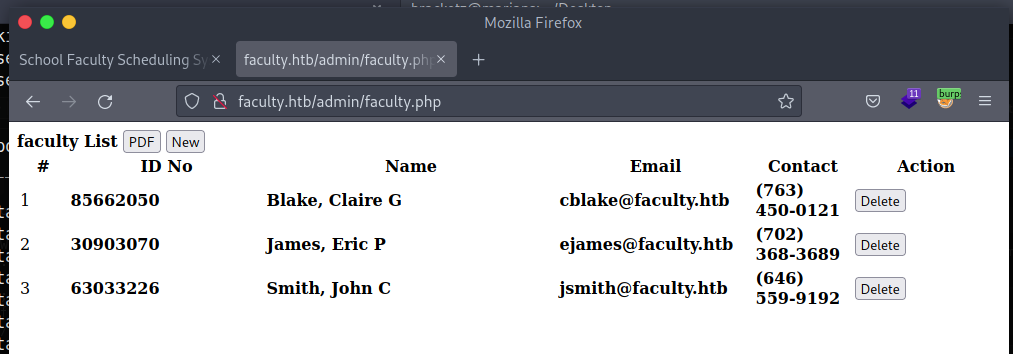 Mozilla Firefox
School Faculty Scheduling Sy
faculty.htb/admin/faculty.php
faculty.htb/admin/faculty.php
11
burp
faculty List PDF New
# ID No Name Email Contact Action
1 85662050 Blake, Claire G cblake@faculty.htb (763) 450-0121 Delete
2 30903070 James, Eric P ejames@faculty.htb (702) 368-3689 Delete
3 63033226 Smith, John C jsmith@faculty.htb (646) 559-9192 Delete